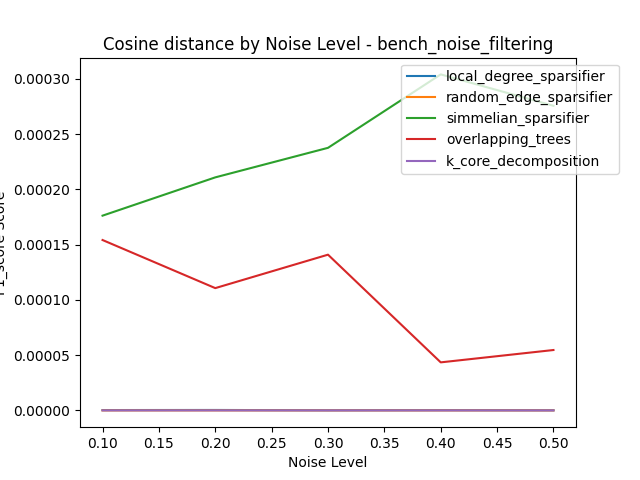 Cosine distance by Noise Level - bench_noise_filtering
local_degree_sparsifier
random_edge_sparsifier
simmelian_sparsifier
overlapping_trees
k_core_decomposition
0.00030
0.00025
0.00020
0.00015
0.00010
0.00005
0.00000
0.10 0.15 0.20 0.25 0.30 0.35 0.40 0.45 0.50
Noise Level